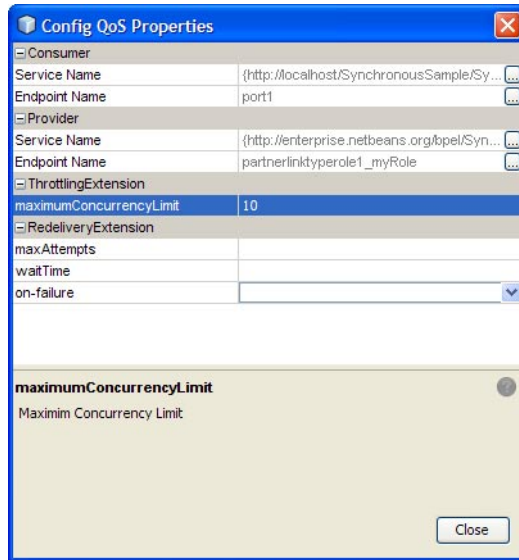 Config QoS Properties
Consumer
Service Name {http://localhost/SynchronousSample/Sy... ...
Endpoint Name port1 ...
Provider
Service Name {http://enterprise.netbeans.org/bpel/Syn... ...
Endpoint Name partnerlinktyperole1_myRole ...
ThrottlingExtension
maximumConcurrencyLimit 10
RedeliveryExtension
maxAttempts
waitTime
on-failure
maximumConcurrencyLimit ?
Maximim Concurrency Limit
Close